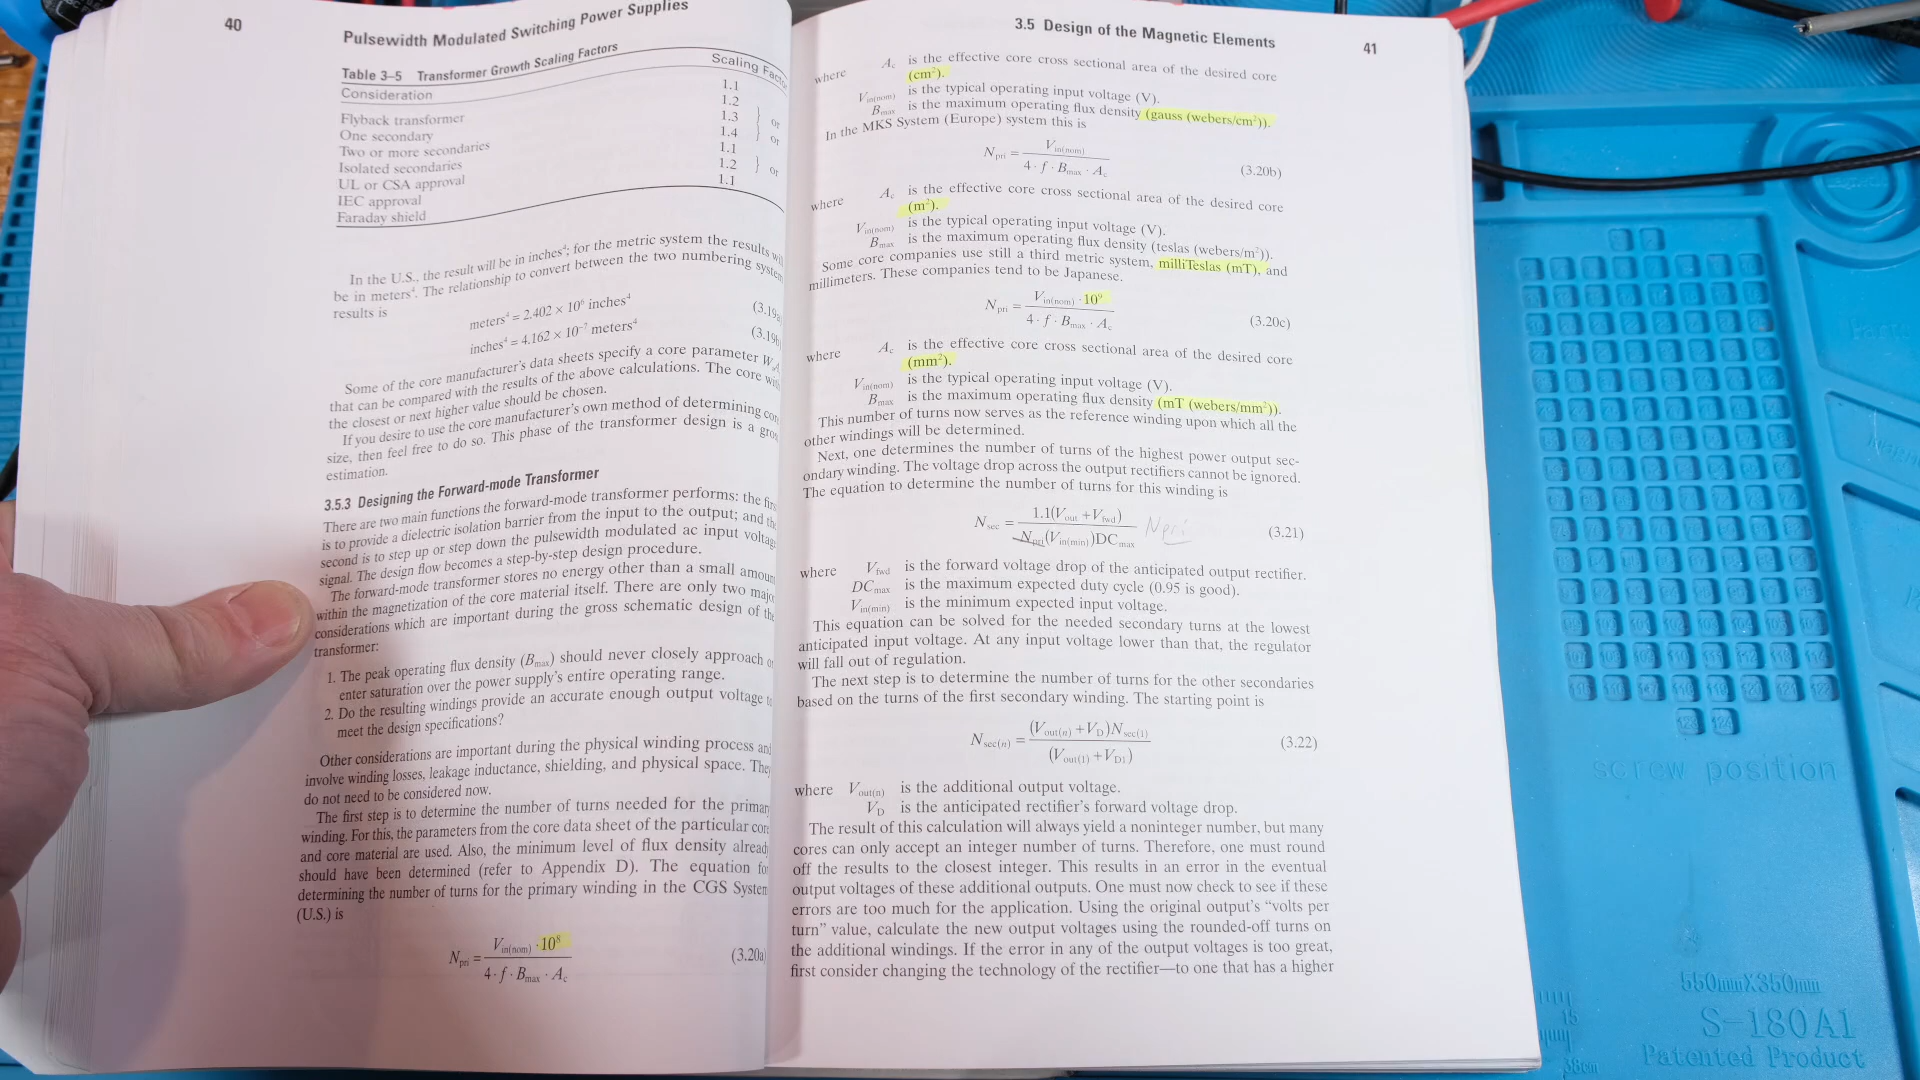 40
Pulsewidth Modulated Switching Power Supplies
Table 3–5 Transformer Growth Scaling Factors
Consideration Scaling Fact
Flyback transformer 1.1
One secondary 1.2
Two or more secondaries 1.3 } or
Isolated secondaries 1.4 } or
UL or CSA approval 1.1
IEC approval 1.2 } or
Faraday shield 1.1
In the U.S., the result will be in inches⁴; for the metric system the results wil
be in meters⁴. The relationship to convert between the two numbering system
results is
meters⁴ = 2.402 × 10⁶ inches⁴ (3.19a
inches⁴ = 4.162 × 10⁻⁷ meters⁴ (3.19b
Some of the core manufacturer's data sheets specify a core parameter W A
that can be compared with the results of the above calculations. The core wit
the closest or next higher value should be chosen.
If you desire to use the core manufacturer's own method of determining cor
size, then feel free to do so. This phase of the transformer design is a gros
estimation.
3.5.3 Designing the Forward-mode Transformer
There are two main functions the forward-mode transformer performs: the firs
is to provide a dielectric isolation barrier from the input to the output; and th
second is to step up or step down the pulsewidth modulated ac input voltag
signal. The design flow becomes a step-by-step design procedure.
The forward-mode transformer stores no energy other than a small amoun
within the magnetization of the core material itself. There are only two majo
considerations which are important during the gross schematic design of the
transformer:
1. The peak operating flux density (Bmax) should never closely approach o
enter saturation over the power supply's entire operating range.
2. Do the resulting windings provide an accurate enough output voltage t
meet the design specifications?
Other considerations are important during the physical winding process and
involve winding losses, leakage inductance, shielding, and physical space. They
do not need to be considered now.
The first step is to determine the number of turns needed for the primar
winding. For this, the parameters from the core data sheet of the particular cor
and core material are used. Also, the minimum level of flux density alread
should have been determined (refer to Appendix D). The equation fo
determining the number of turns for the primary winding in the CGS System
(U.S.) is
Npri = Vin(nom) · 10⁸ / 4 · f · Bmax · Ac (3.20a)
3.5 Design of the Magnetic Elements
41
where Ac is the effective core cross sectional area of the desired core
(cm²).
Vin(nom) is the typical operating input voltage (V).
Bmax is the maximum operating flux density (gauss (webers/cm²)).
In the MKS System (Europe) system this is
Npri = Vin(nom) / 4 · f · Bmax · Ac (3.20b)
where Ac is the effective core cross sectional area of the desired core
(m²).
Vin(nom) is the typical operating input voltage (V).
Bmax is the maximum operating flux density (teslas (webers/m²)).
Some core companies use still a third metric system, milliTeslas (mT), and
millimeters. These companies tend to be Japanese.
Npri = Vin(nom) · 10⁹ / 4 · f · Bmax · Ac (3.20c)
where Ac is the effective core cross sectional area of the desired core
(mm²).
Vin(nom) is the typical operating input voltage (V).
Bmax is the maximum operating flux density (mT (webers/mm²)).
This number of turns now serves as the reference winding upon which all the
other windings will be determined.
Next, one determines the number of turns of the highest power output sec-
ondary winding. The voltage drop across the output rectifiers cannot be ignored.
The equation to determine the number of turns for this winding is
Nsec = 1.1(Vout + Vfwd) / Npri(Vin(min))DCmax Npri (3.21)
where Vfwd is the forward voltage drop of the anticipated output rectifier.
DCmax is the maximum expected duty cycle (0.95 is good).
Vin(min) is the minimum expected input voltage.
This equation can be solved for the needed secondary turns at the lowest
anticipated input voltage. At any input voltage lower than that, the regulator
will fall out of regulation.
The next step is to determine the number of turns for the other secondaries
based on the turns of the first secondary winding. The starting point is
Nsec(n) = (Vout(n) + VD)Nsec(1) / (Vout(1) + VD1) (3.22)
where Vout(n) is the additional output voltage.
VD is the anticipated rectifier's forward voltage drop.
The result of this calculation will always yield a noninteger number, but many
cores can only accept an integer number of turns. Therefore, one must round
off the results to the closest integer. This results in an error in the eventual
output voltages of these additional outputs. One must now check to see if these
errors are too much for the application. Using the original output's “volts per
turn” value, calculate the new output voltages using the rounded-off turns on
the additional windings. If the error in any of the output voltages is too great,
first consider changing the technology of the rectifier—to one that has a higher
screw position
550mmX350mm
S-180A1
Patented Product
15
38cm